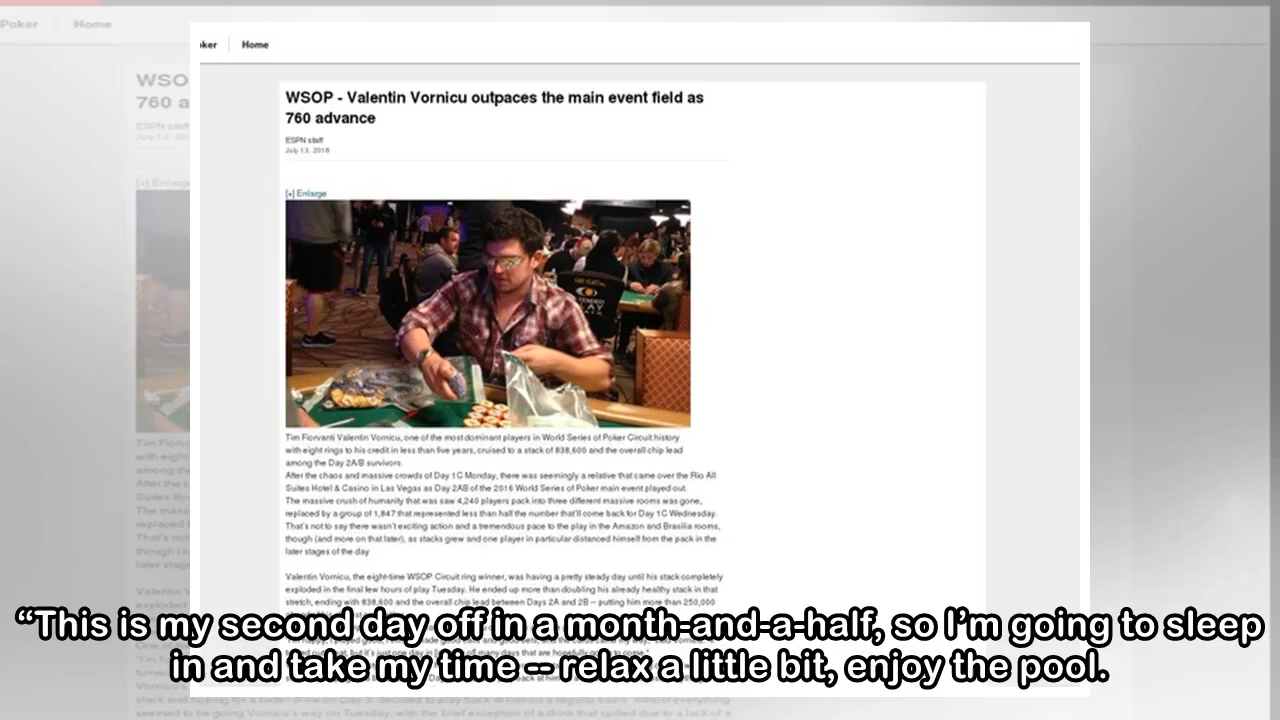 Poker Home
oker Home
WSOP - Valentin Vornicu outpaces the main event field as
760 advance
ESPN staff
July 13, 2016
[+] Enlarge
Tim Fiorvanti Valentin Vornicu, one of the most dominant players in World Series of Poker Circuit history
with eight rings to his credit in less than five years, cruised to a stack of 838,600 and the overall chip lead
among the Day 2A/B survivors.
After the chaos and massive crowds of Day 1C Monday, there was seemingly a relative that came over the Rio All
Suites Hotel & Casino in Las Vegas as Day 2AB of the 2016 World Series of Poker main event played out.
The massive crush of humanity that was saw 4,240 players pack into three different massive rooms was gone,
replaced by a group of 1,847 that represented less than half the number that'll come back for Day 1C Wednesday.
That's not to say there wasn't exciting action and a tremendous pace to the play in the Amazon and Brasilia rooms,
though (and more on that later), as stacks grew and one player in particular distanced himself from the pack in the
later stages of the day
Valentin Vornicu, the eight-time WSOP Circuit ring winner, was having a pretty steady day until his stack completely
exploded in the final few hours of play Tuesday. He ended up more than doubling his already healthy stack in that
stretch, ending with 838,600 and the overall chip lead between Days 2A and 2B -- putting him more than 250,000
“This is my second day off in a month-and-a-half, so I’m going to sleep
in and take my time -- relax a little bit, enjoy the pool.